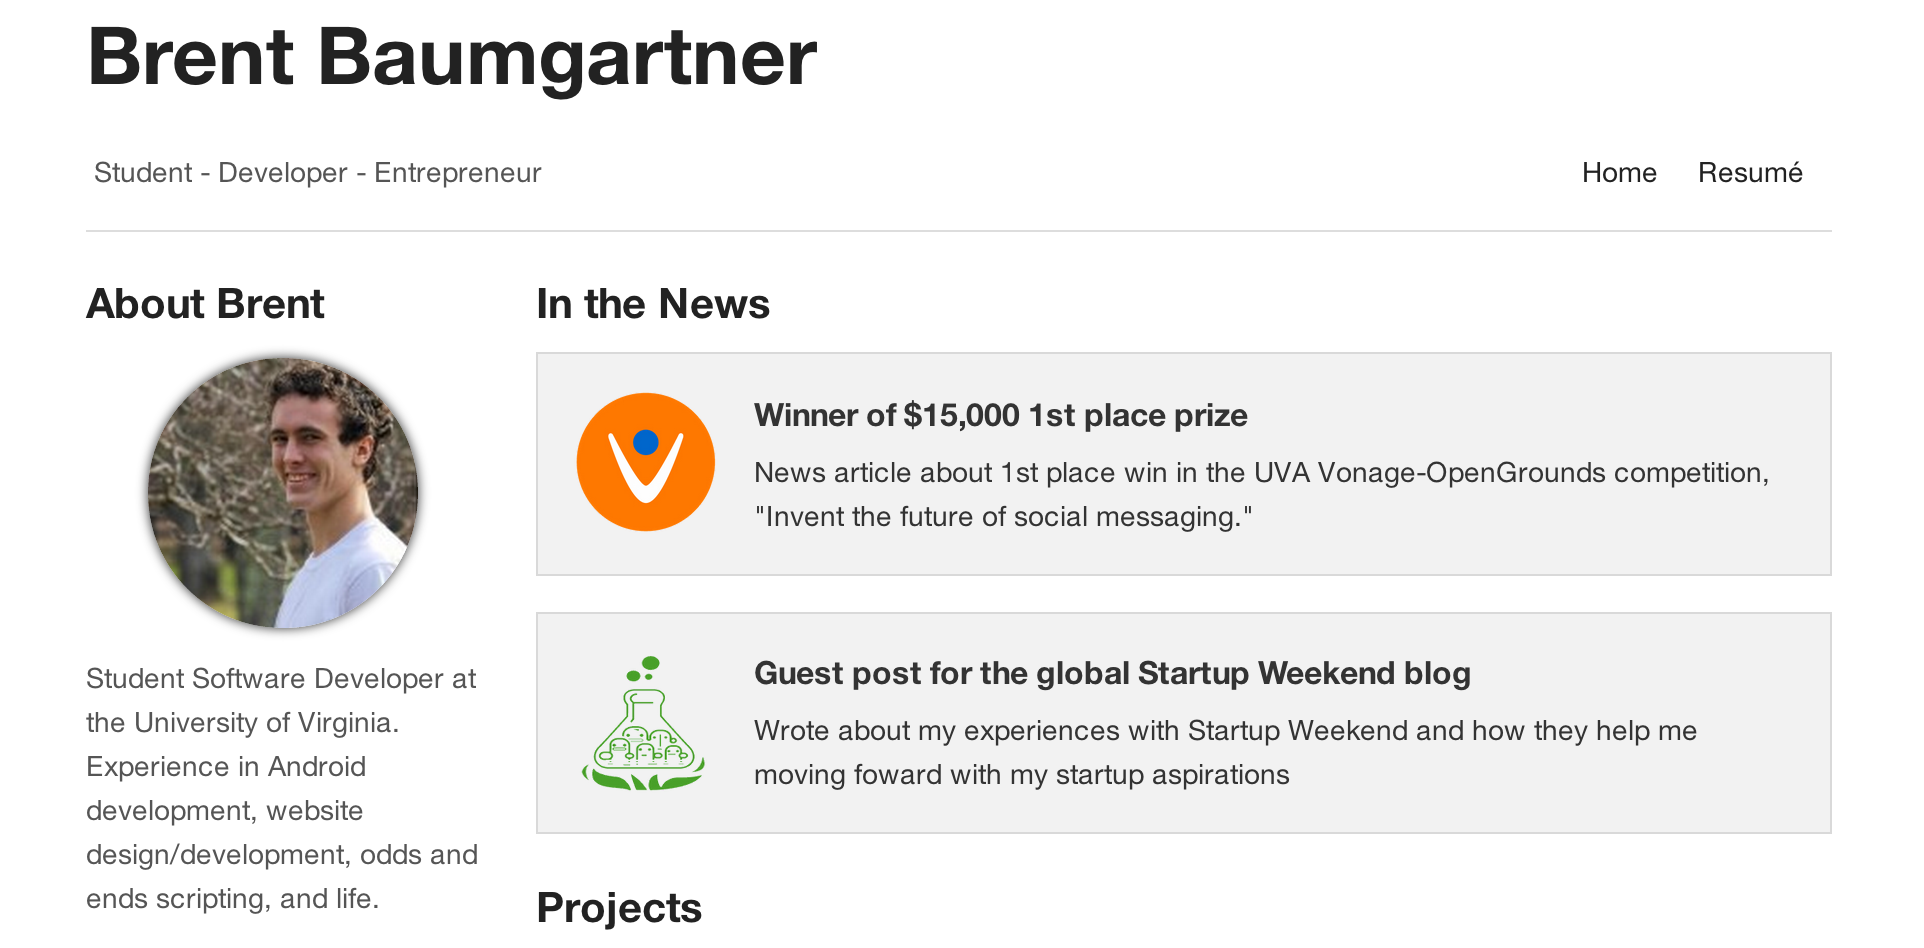 Brent Baumgartner
Student - Developer - Entrepreneur
Home
Resumé
About Brent
Student Software Developer at
the University of Virginia.
Experience in Android
development, website
design/development, odds and
ends scripting, and life.
In the News
Winner of $15,000 1st place prize
News article about 1st place win in the UVA Vonage-OpenGrounds competition,
"Invent the future of social messaging."
Guest post for the global Startup Weekend blog
Wrote about my experiences with Startup Weekend and how they help me
moving foward with my startup aspirations
Projects